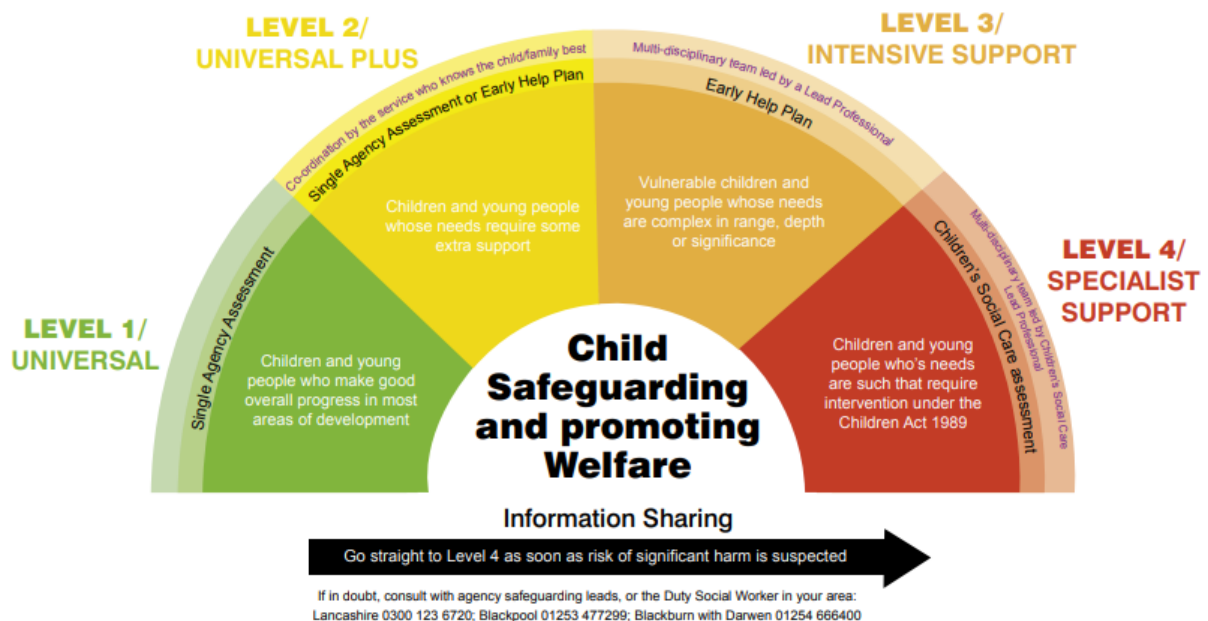 LEVEL 2/
UNIVERSAL PLUS
LEVEL 3/
INTENSIVE SUPPORT
Co-ordination by the service who knows the child/family best
Single Agency Assessment or Early Help Plan
Multi-disciplinary team led by a Lead Professional
Early Help Plan
Children and young people
whose needs require some
extra support
Vulnerable children and
young people whose needs
are complex in range, depth
or significance
LEVEL 1/
UNIVERSAL
Single Agency Assessment
Children and young
people who make good
overall progress in most
areas of development
LEVEL 4/
SPECIALIST
SUPPORT
Multi-disciplinary team led by Children's Social Care
Lead Professional
Children's Social Care assessment
Children and young
people who's needs
are such that require
intervention under the
Children Act 1989
Child
Safeguarding
and promoting
Welfare
Information Sharing
Go straight to Level 4 as soon as risk of significant harm is suspected
If in doubt, consult with agency safeguarding leads, or the Duty Social Worker in your area:
Lancashire 0300 123 6720; Blackpool 01253 477299; Blackburn with Darwen 01254 666400